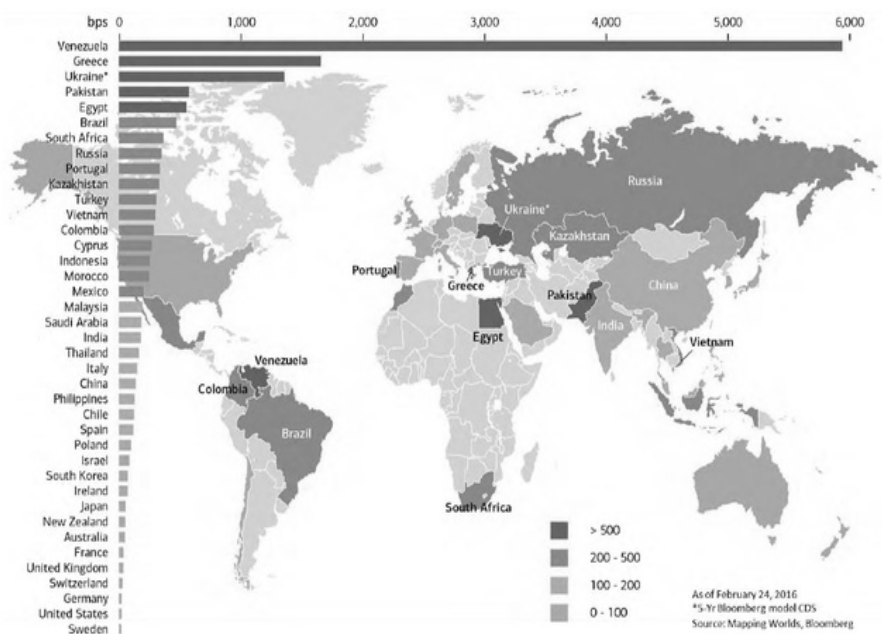 bps 0 1,000 2,000 3,000 4,000 5,000 6,000
Venezuela
Greece
Ukraine*
Pakistan
Egypt
Brazil
South Africa
Russia
Portugal
Kazakhstan
Turkey
Vietnam
Colombia
Cyprus
Indonesia
Morocco
Mexico
Malaysia
Saudi Arabia
India
Thailand
Italy
China
Philippines
Chile
Spain
Poland
Israel
South Korea
Ireland
Japan
New Zealand
Australia
France
United Kingdom
Switzerland
Germany
United States
Sweden
Russia
Ukraine*
Kazakhstan
Portugal
Greece
Turkey
Pakistan
China
Egypt
India
Vietnam
Venezuela
Colombia
Brazil
South Africa
> 500
200 - 500
100 - 200
0 - 100
As of February 24, 2016
*5-Yr Bloomberg model CDS
Source: Mapping Worlds, Bloomberg